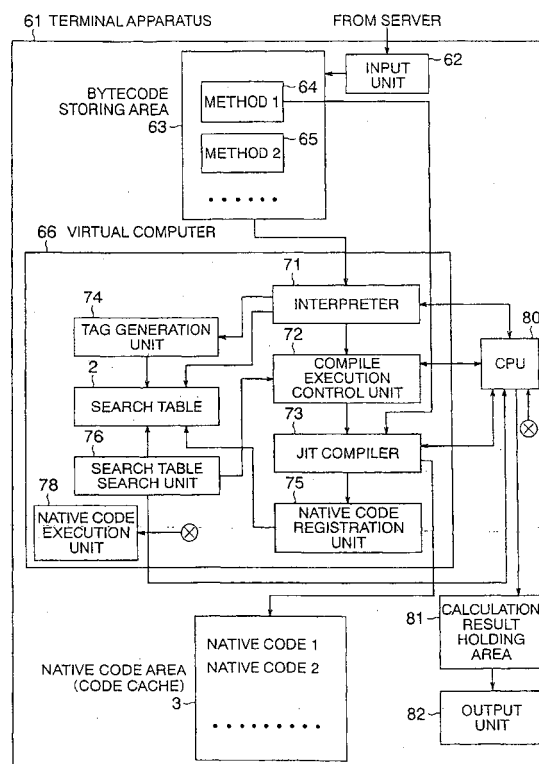 61 TERMINAL APPARATUS
FROM SERVER
62
INPUT
UNIT
BYTECODE
STORING AREA
63
64
METHOD 1
65
METHOD 2
66 VIRTUAL COMPUTER
71
INTERPRETER
74
TAG GENERATION
UNIT
72
COMPILE
EXECUTION
CONTROL UNIT
80
CPU
2
SEARCH TABLE
73
JIT COMPILER
76
SEARCH TABLE
SEARCH UNIT
75
NATIVE CODE
REGISTRATION
UNIT
78
NATIVE CODE
EXECUTION
UNIT
81
CALCULATION
RESULT
HOLDING
AREA
NATIVE CODE AREA
(CODE CACHE)
3
NATIVE CODE 1
NATIVE CODE 2
82
OUTPUT
UNIT